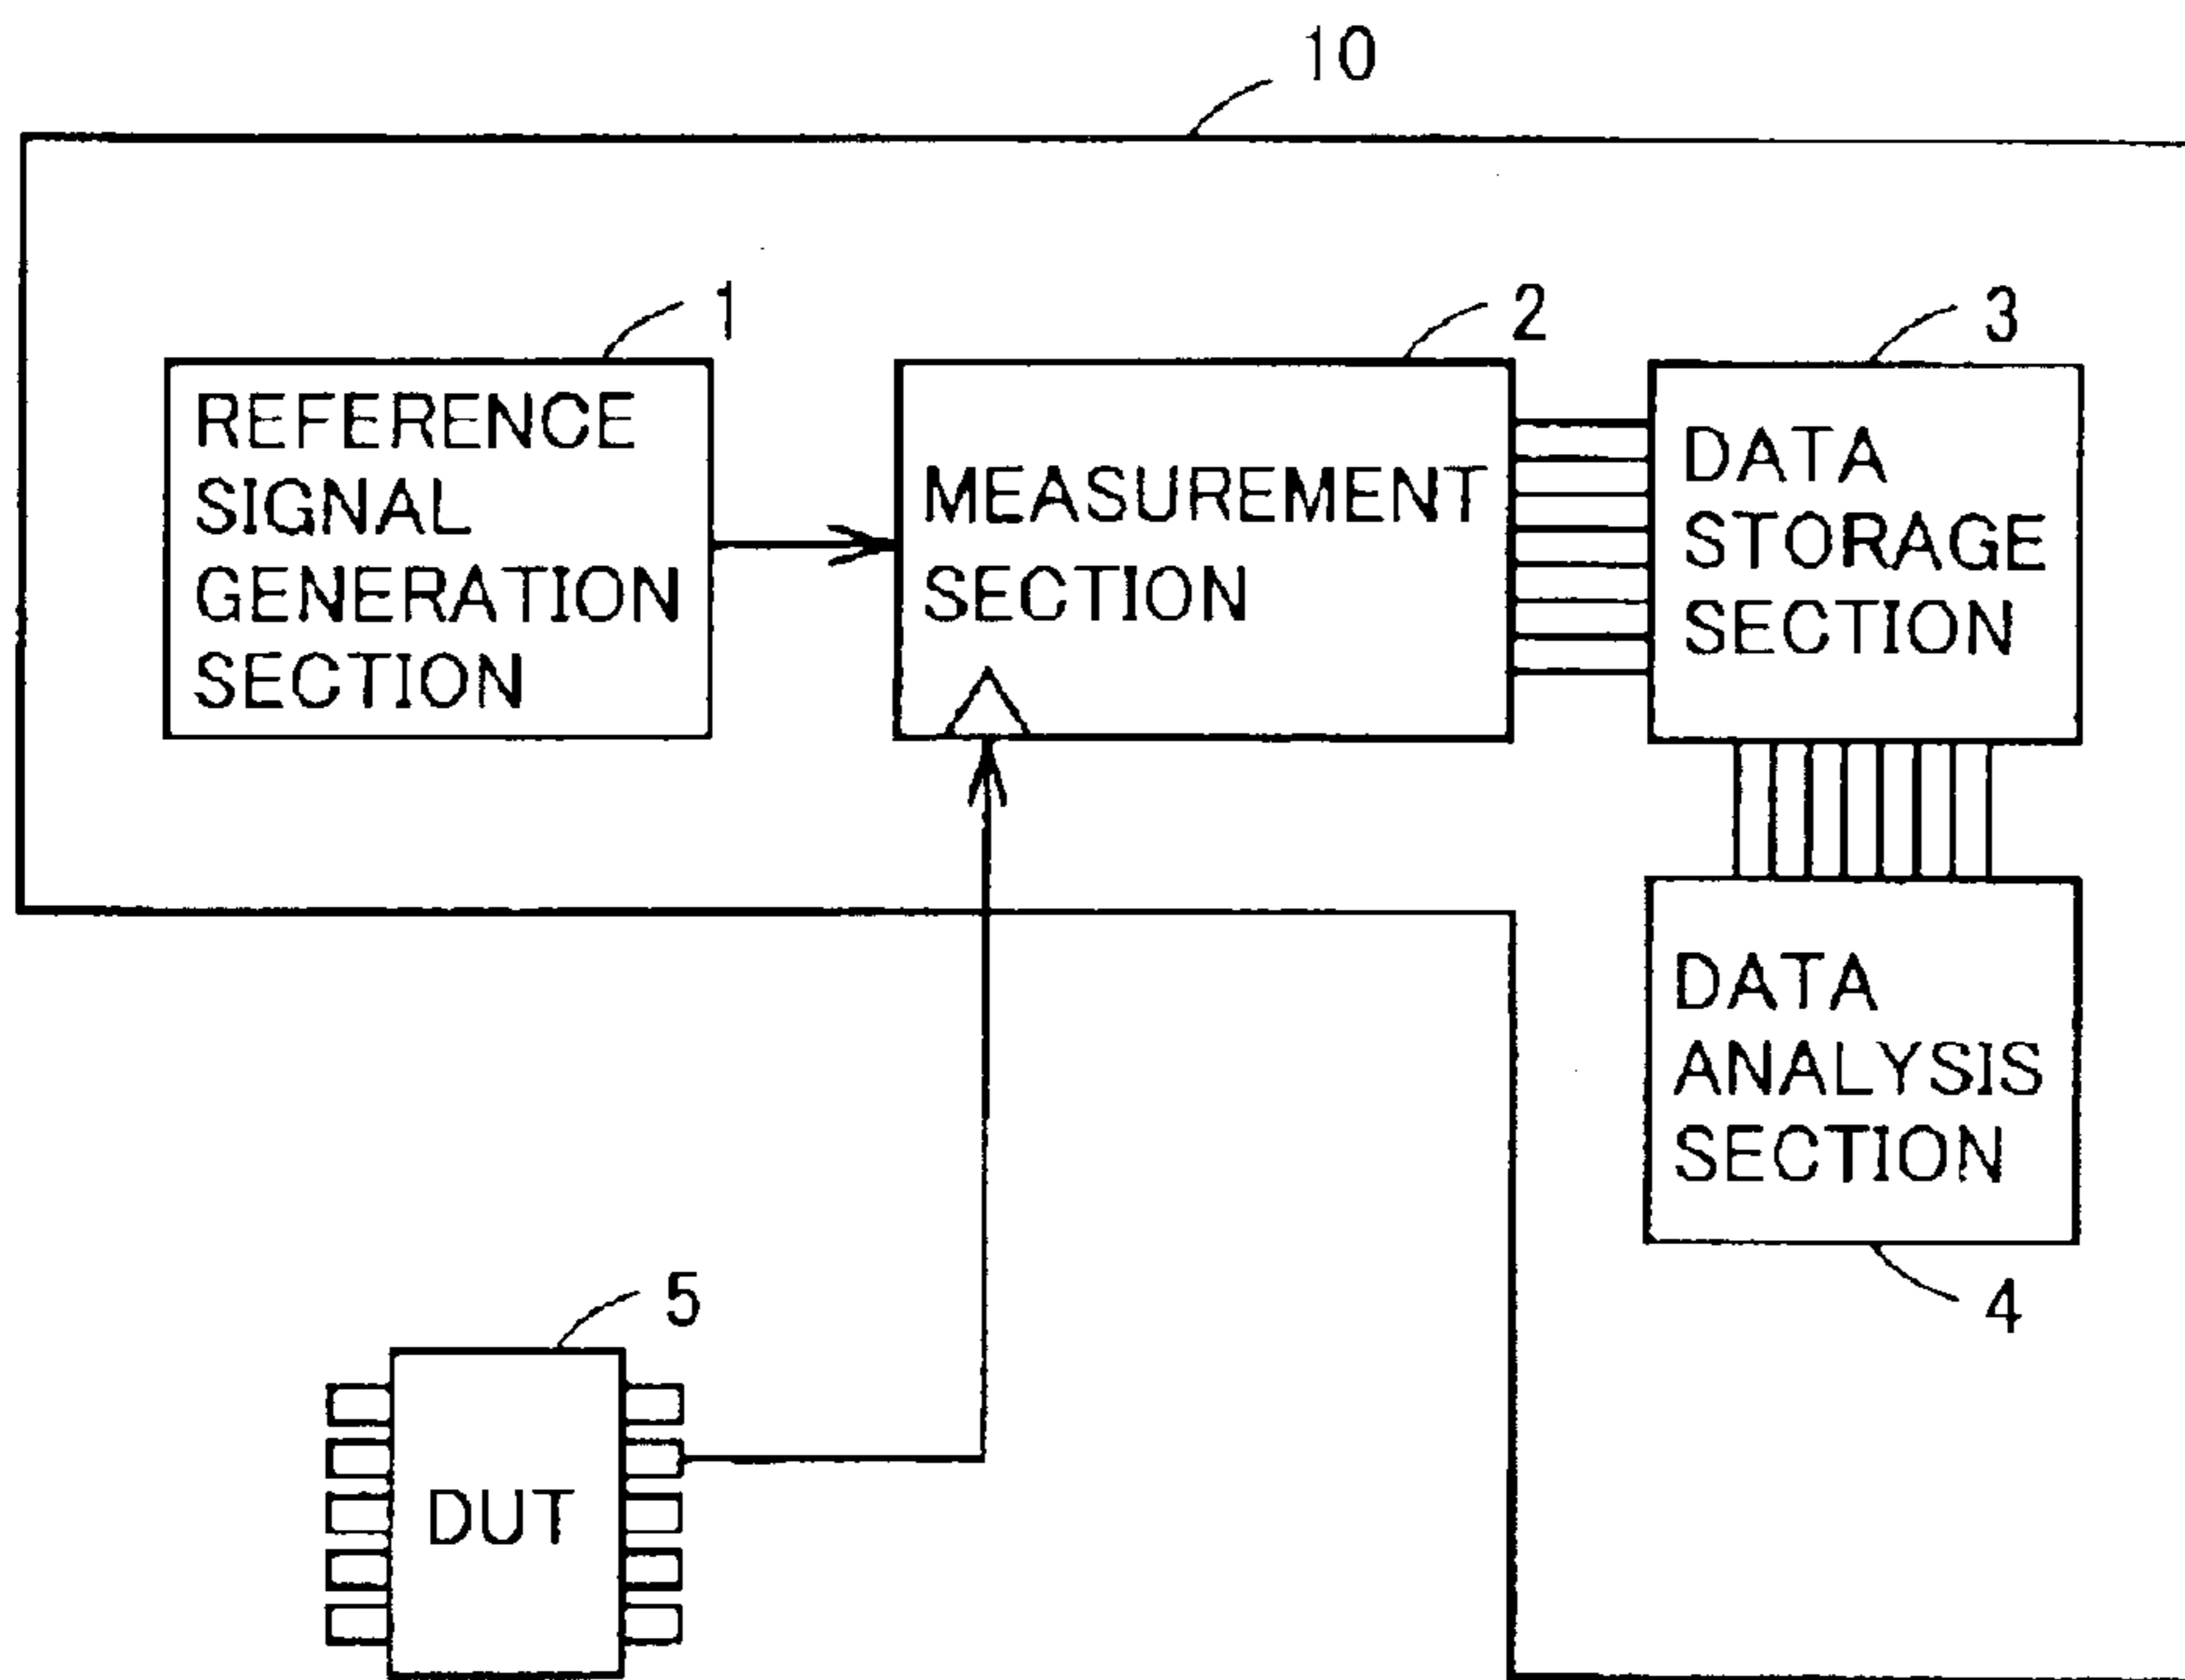 10
1
2
3
REFERENCE
SIGNAL
GENERATION
SECTION
MEASUREMENT
SECTION
DATA
STORAGE
SECTION
DATA
ANALYSIS
SECTION
4
5
DUT